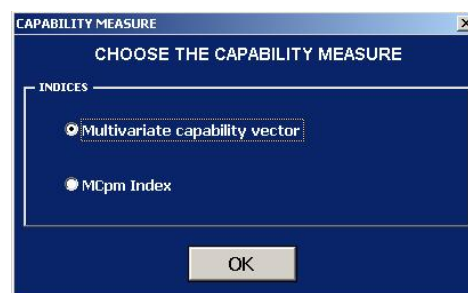 CAPABILITY MEASURE
CHOOSE THE CAPABILITY MEASURE
INDICES
Multivariate capability vector
MCpm Index
OK